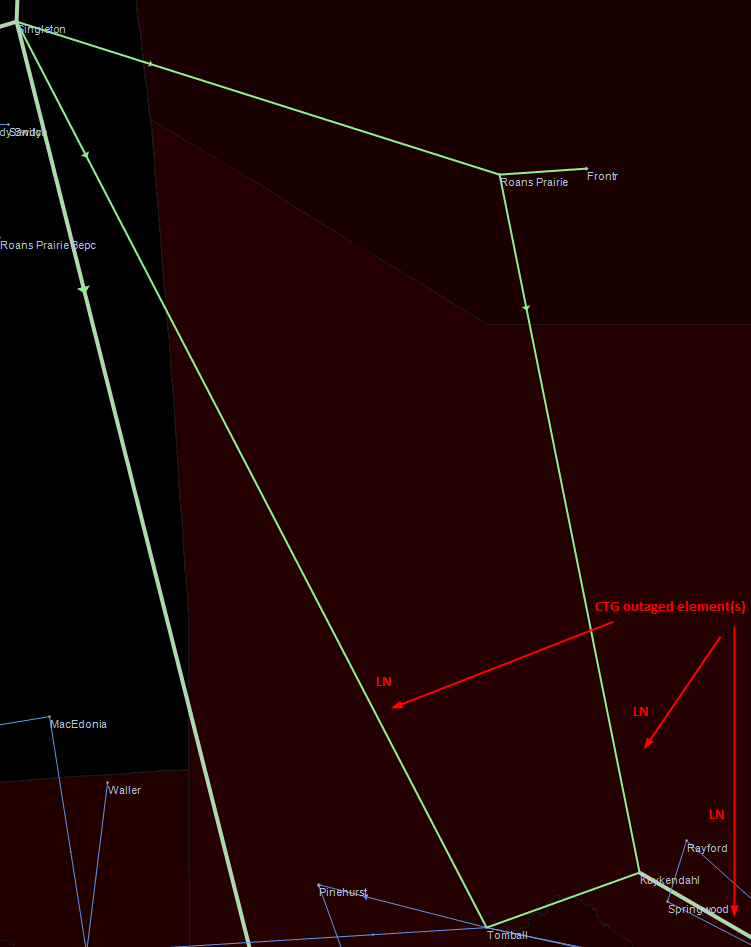 Singleton
Roans Prairie
Frontr
Roans Prairie Bepc
CTG outaged element(s)
LN
LN
MacEdonia
Waller
LN
Rayford
Kuykendahl
Pinehurst
Springwood
Tomball